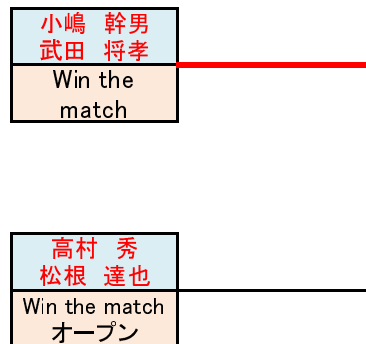 小嶋　幹男
武田　将孝
Win the
match
高村　秀
松根　達也
Win the match
オープン